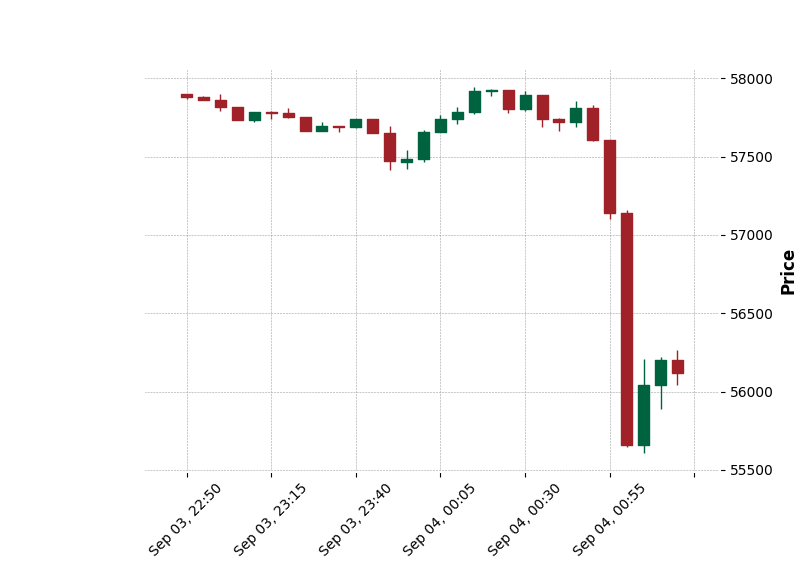 58000
57500
57000
56500
56000
55500
Price
Sep 03, 22:50
Sep 03, 23:15
Sep 03, 23:40
Sep 04, 00:05
Sep 04, 00:30
Sep 04, 00:55